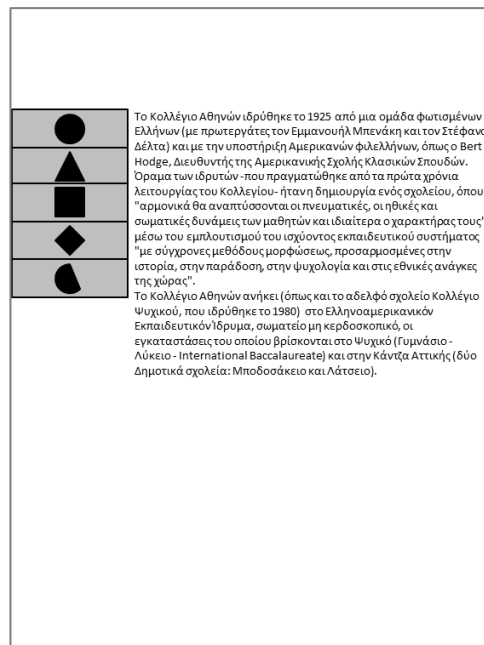 Το Κολλέγιο Αθηνών ιδρύθηκε το 1925 από μια ομάδα φωτισμένων
Ελλήνων (με πρωτεργάτες τον Εμμανουήλ Μπενάκη και τον Στέφανο
Δέλτα) και με την υποστήριξη Αμερικανών φιλελλήνων, όπως ο Bert
Hodge, Διευθυντής της Αμερικανικής Σχολής Κλασικών Σπουδών.
Όραμα των ιδρυτών -που πραγματώθηκε από τα πρώτα χρόνια
λειτουργίας του Κολλεγίου- ήταν η δημιουργία ενός σχολείου, όπου
"αρμονικά θα αναπτύσσονται οι πνευματικές, οι ηθικές και
σωματικές δυνάμεις των μαθητών και ιδιαίτερα ο χαρακτήρας τους"
μέσω του εμπλουτισμού του ισχύοντος εκπαιδευτικού συστήματος
"με σύγχρονες μεθόδους μορφώσεως, προσαρμοσμένες στην
ιστορία, στην παράδοση, στην ψυχολογία και στις εθνικές ανάγκες
της χώρας".
Το Κολλέγιο Αθηνών ανήκει (όπως και το αδελφό σχολείο Κολλέγιο
Ψυχικού, που ιδρύθηκε το 1980) στο Ελληνοαμερικανικόν
Εκπαιδευτικόν Ίδρυμα, σωματείο μη κερδοσκοπικό, οι
εγκαταστάσεις του οποίου βρίσκονται στο Ψυχικό (Γυμνάσιο -
Λύκειο - International Baccalaureate) και στην Κάντζα Αττικής (δύο
Δημοτικά σχολεία: Μποδοσάκειο και Λάτσειο).